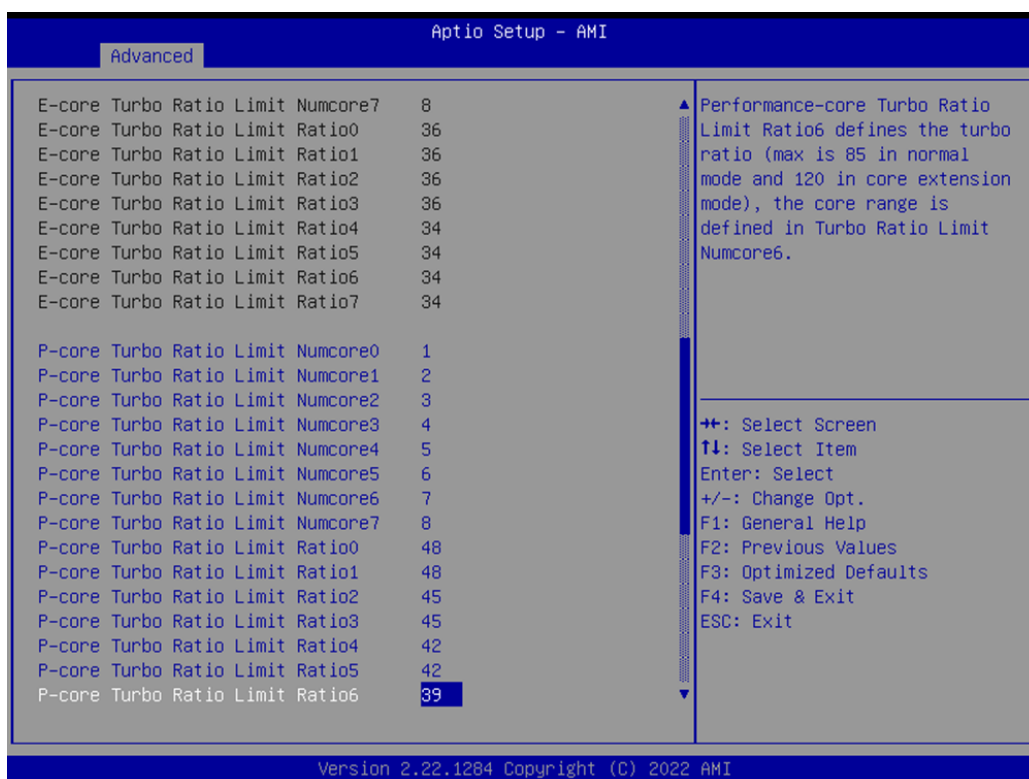 Aptio Setup – AMI
Advanced
E-core Turbo Ratio Limit Numcore7 8
E-core Turbo Ratio Limit Ratio0 36
E-core Turbo Ratio Limit Ratio1 36
E-core Turbo Ratio Limit Ratio2 36
E-core Turbo Ratio Limit Ratio3 36
E-core Turbo Ratio Limit Ratio4 34
E-core Turbo Ratio Limit Ratio5 34
E-core Turbo Ratio Limit Ratio6 34
E-core Turbo Ratio Limit Ratio7 34
P-core Turbo Ratio Limit Numcore0 1
P-core Turbo Ratio Limit Numcore1 2
P-core Turbo Ratio Limit Numcore2 3
P-core Turbo Ratio Limit Numcore3 4
P-core Turbo Ratio Limit Numcore4 5
P-core Turbo Ratio Limit Numcore5 6
P-core Turbo Ratio Limit Numcore6 7
P-core Turbo Ratio Limit Numcore7 8
P-core Turbo Ratio Limit Ratio0 48
P-core Turbo Ratio Limit Ratio1 48
P-core Turbo Ratio Limit Ratio2 45
P-core Turbo Ratio Limit Ratio3 45
P-core Turbo Ratio Limit Ratio4 42
P-core Turbo Ratio Limit Ratio5 42
P-core Turbo Ratio Limit Ratio6 39
Performance-core Turbo Ratio
Limit Ratio6 defines the turbo
ratio (max is 85 in normal
mode and 120 in core extension
mode), the core range is
defined in Turbo Ratio Limit
Numcore6.
→←: Select Screen
↑↓: Select Item
Enter: Select
+/-: Change Opt.
F1: General Help
F2: Previous Values
F3: Optimized Defaults
F4: Save & Exit
ESC: Exit
Version 2.22.1284 Copyright (C) 2022 AMI